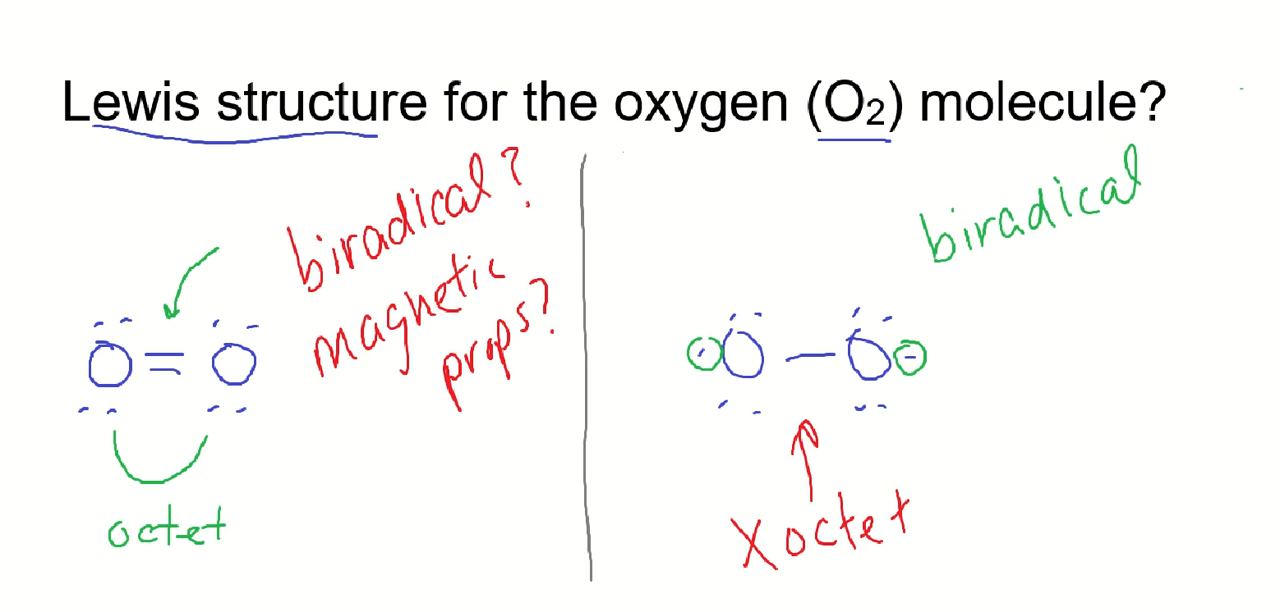 Lewis structure for the oxygen (O₂) molecule?
biradical?
magnetic
props?
O = O
octet
biradical
O — O
X octet